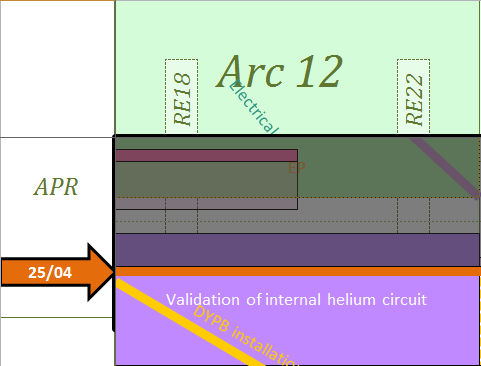 Arc 12
RE18
RE22
Electrical
EP
APR
25/04
Validation of internal helium circuit
DYPB installation